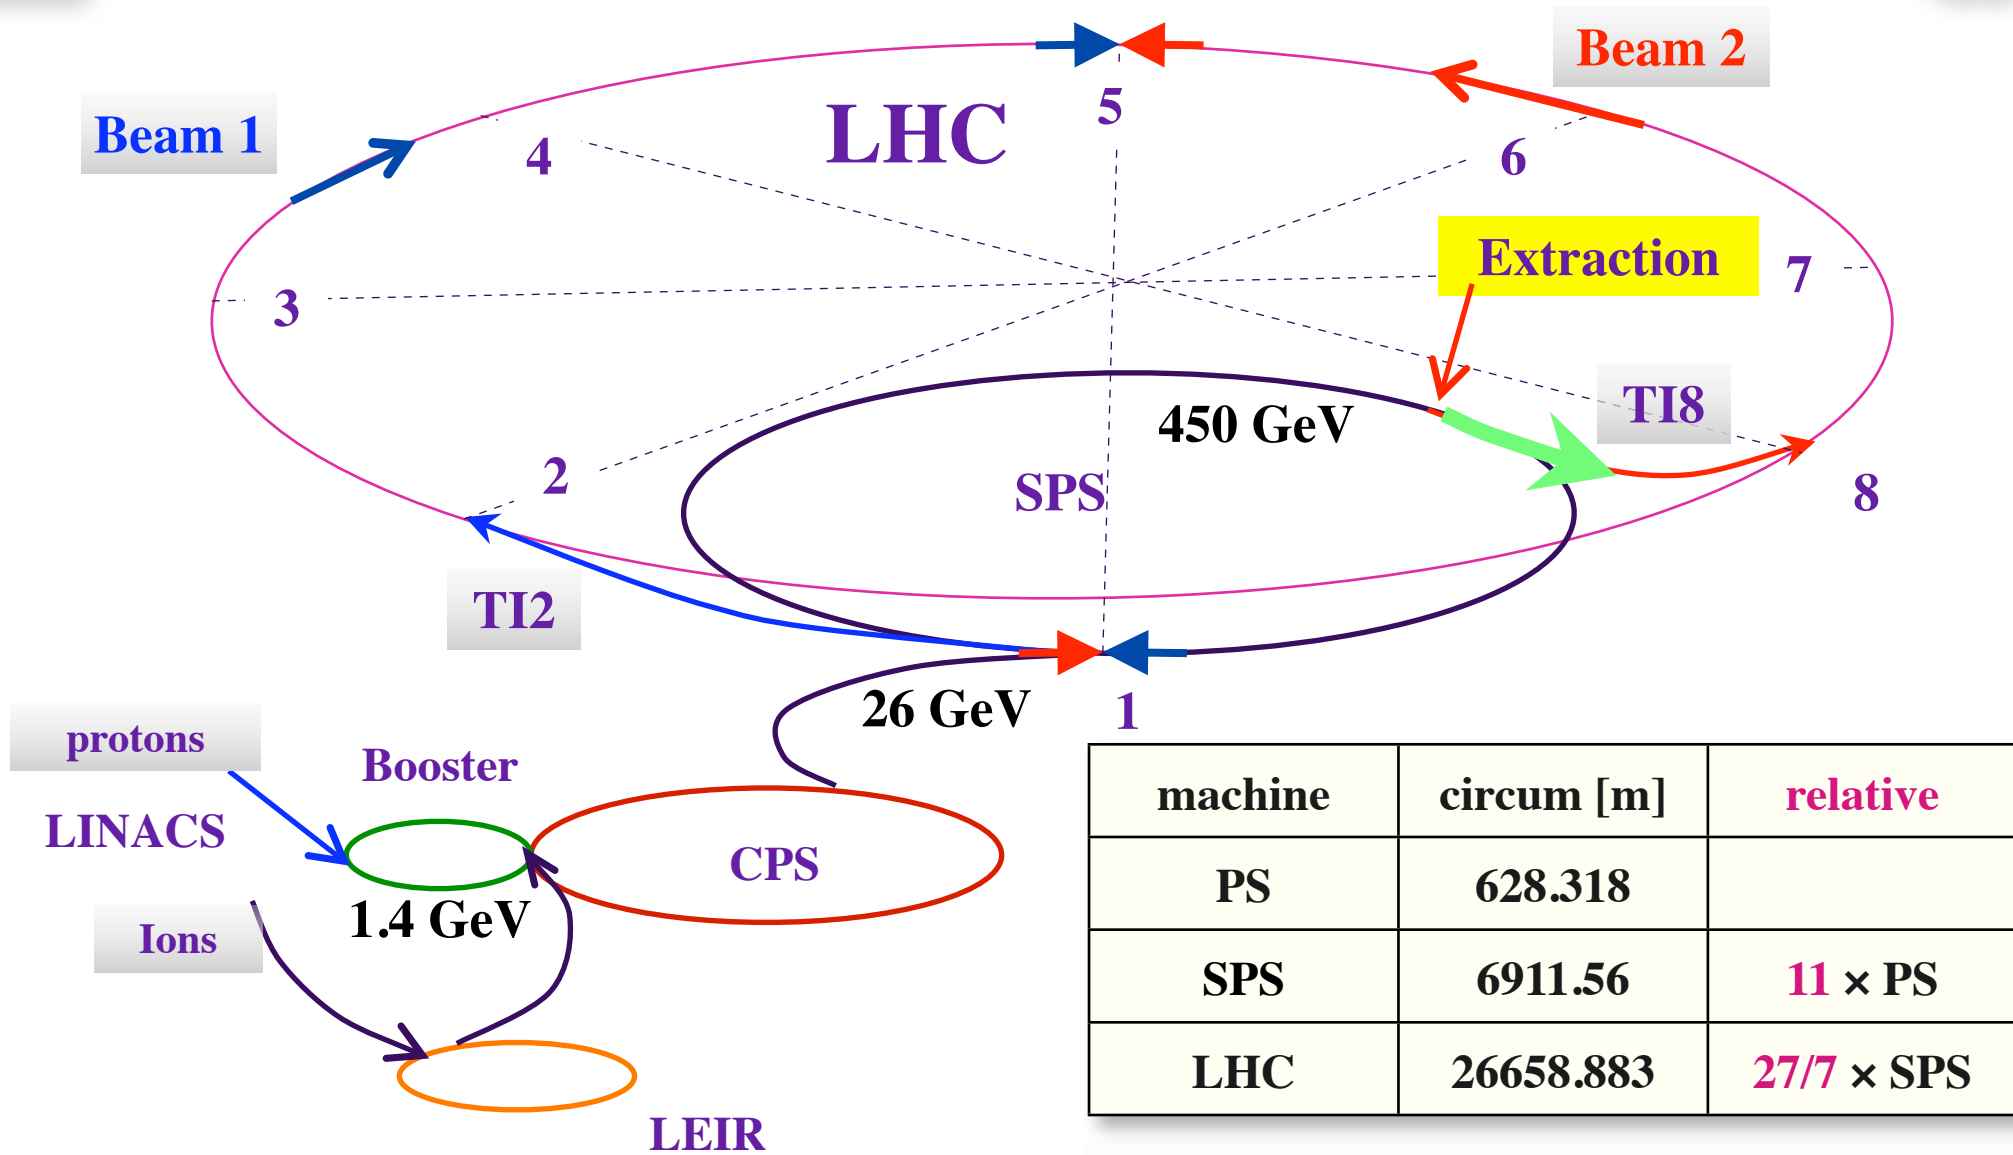 Beam 2
Beam 1
LHC
5
4
6
Extraction
7
3
TI8
450 GeV
2
SPS
8
TI2
26 GeV
1
protons
Booster
LINACS
CPS
1.4 GeV
Ions
LEIR
machine circum [m] relative
PS 628.318
SPS 6911.56 11 × PS
LHC 26658.883 27/7 × SPS